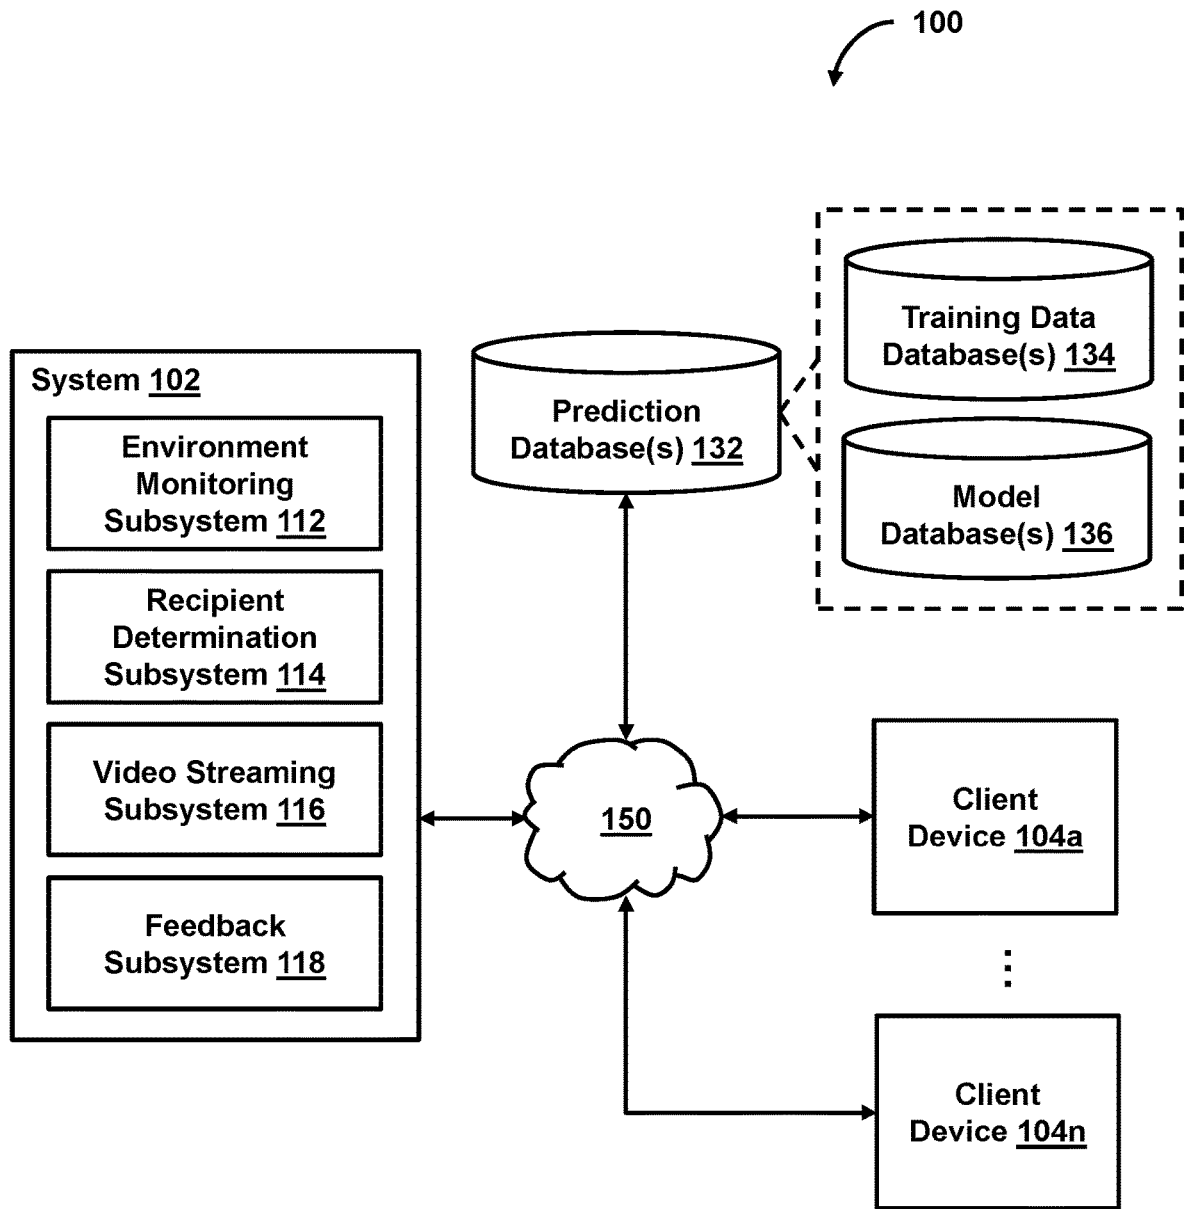 100
System 102
Environment
Monitoring
Subsystem 112
Recipient
Determination
Subsystem 114
Video Streaming
Subsystem 116
Feedback
Subsystem 118
Prediction
Database(s) 132
Training Data
Database(s) 134
Model
Database(s) 136
150
Client
Device 104a
Client
Device 104n